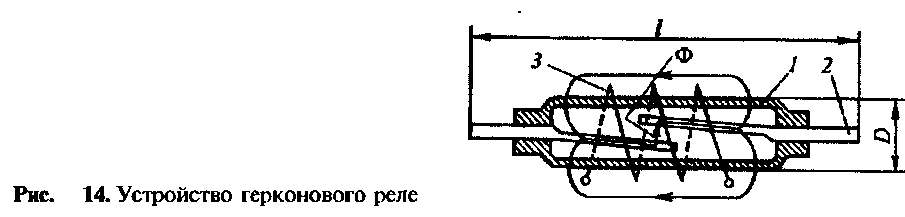 l
Ф
3
1
2
D
Рис. 14. Устройство герконового реле